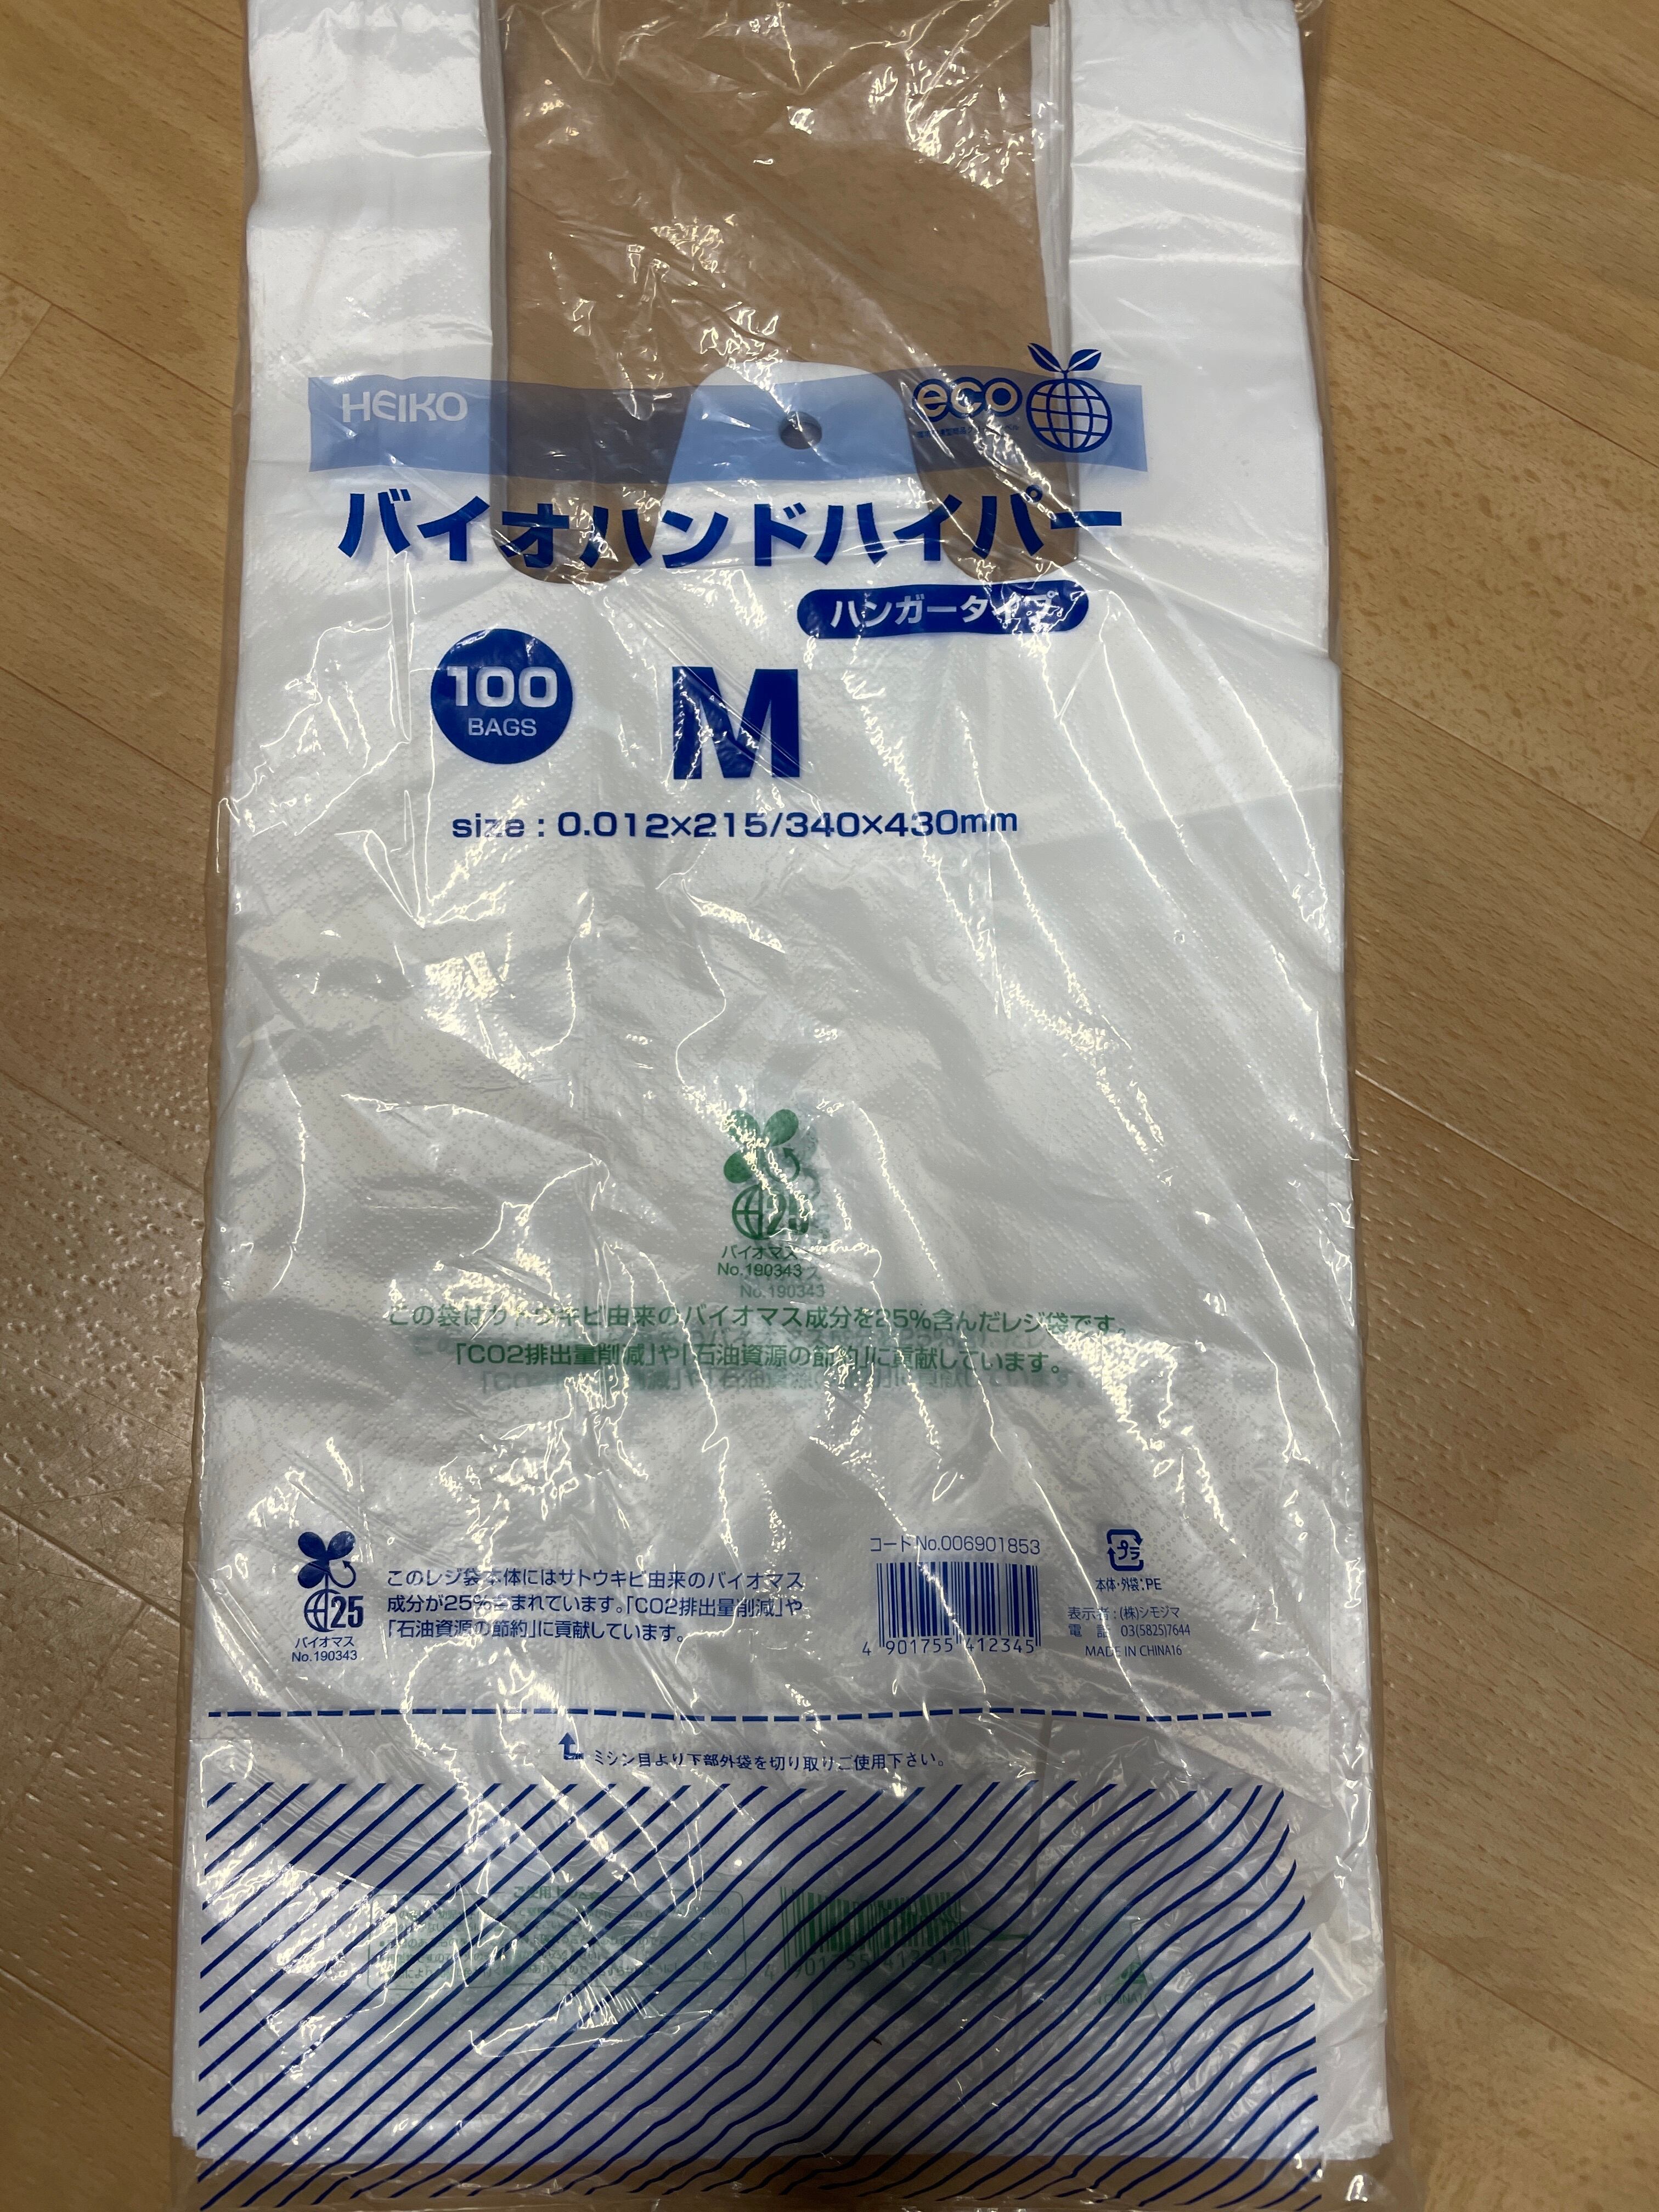 HEIKO
eco
バイオハンドハイパー
ハンガータイプ
100
BAGS
M
size : 0.012×215/340×430mm
25
バイオマス
No.190343
No.190343
この袋はサトウキビ由来のバイオマス成分を25%含んだレジ袋です。
「CO2排出量削減」や「石油資源の節約」に貢献しています。
25
バイオマス
No.190343
このレジ袋本体にはサトウキビ由来のバイオマス
成分が25%含まれています。「CO2排出量削減」や
「石油資源の節約」に貢献しています。
コードNo.006901853
4 901755 412345
プラ
本体・外袋:PE
表示者:(株)シモジマ
電 話 03(5825)7644
MADE IN CHINA16
ミシン目より下部外袋を切り取りご使用下さい。